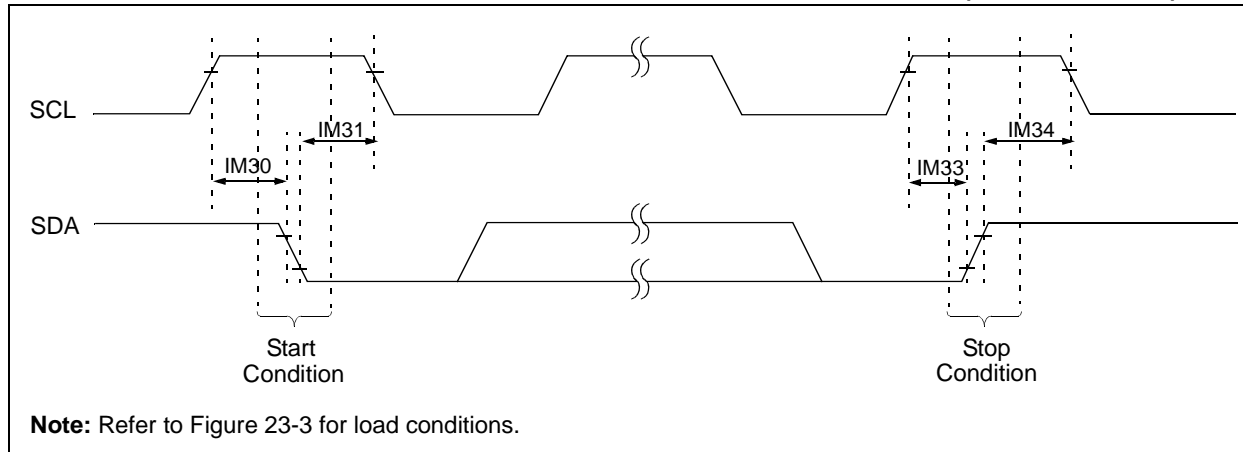 SCL
IM31
IM34
IM30
IM33
SDA
Start
Condition
Stop
Condition
Note: Refer to Figure 23-3 for load conditions.